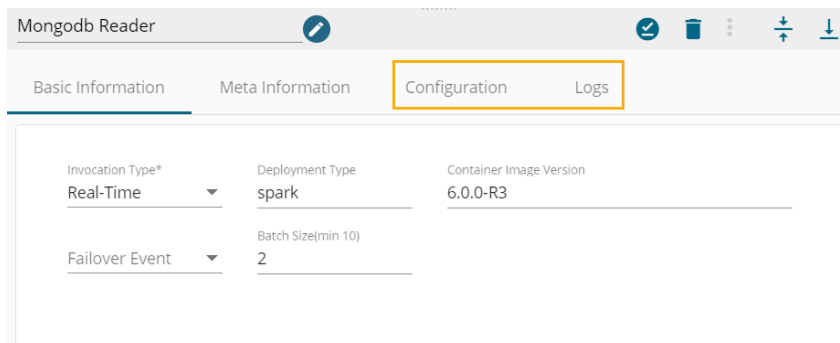 Mongodb Reader
Basic Information Meta Information Configuration Logs
Invocation Type* Deployment Type Container Image Version
Real-Time spark 6.0.0-R3
Batch Size(min 10)
Failover Event 2